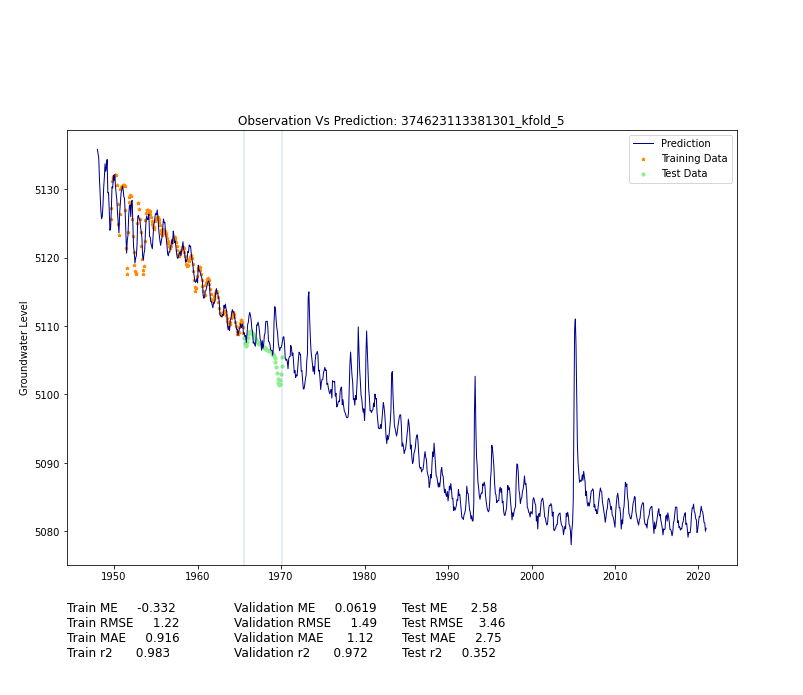 Observation Vs Prediction: 374623113381301_kfold_5
Prediction
Training Data
Test Data
Groundwater Level
5130
5120
5110
5100
5090
5080
1950 1960 1970 1980 1990 2000 2010 2020
Train ME -0.332 Validation ME 0.0619 Test ME 2.58
Train RMSE 1.22 Validation RMSE 1.49 Test RMSE 3.46
Train MAE 0.916 Validation MAE 1.12 Test MAE 2.75
Train r2 0.983 Validation r2 0.972 Test r2 0.352